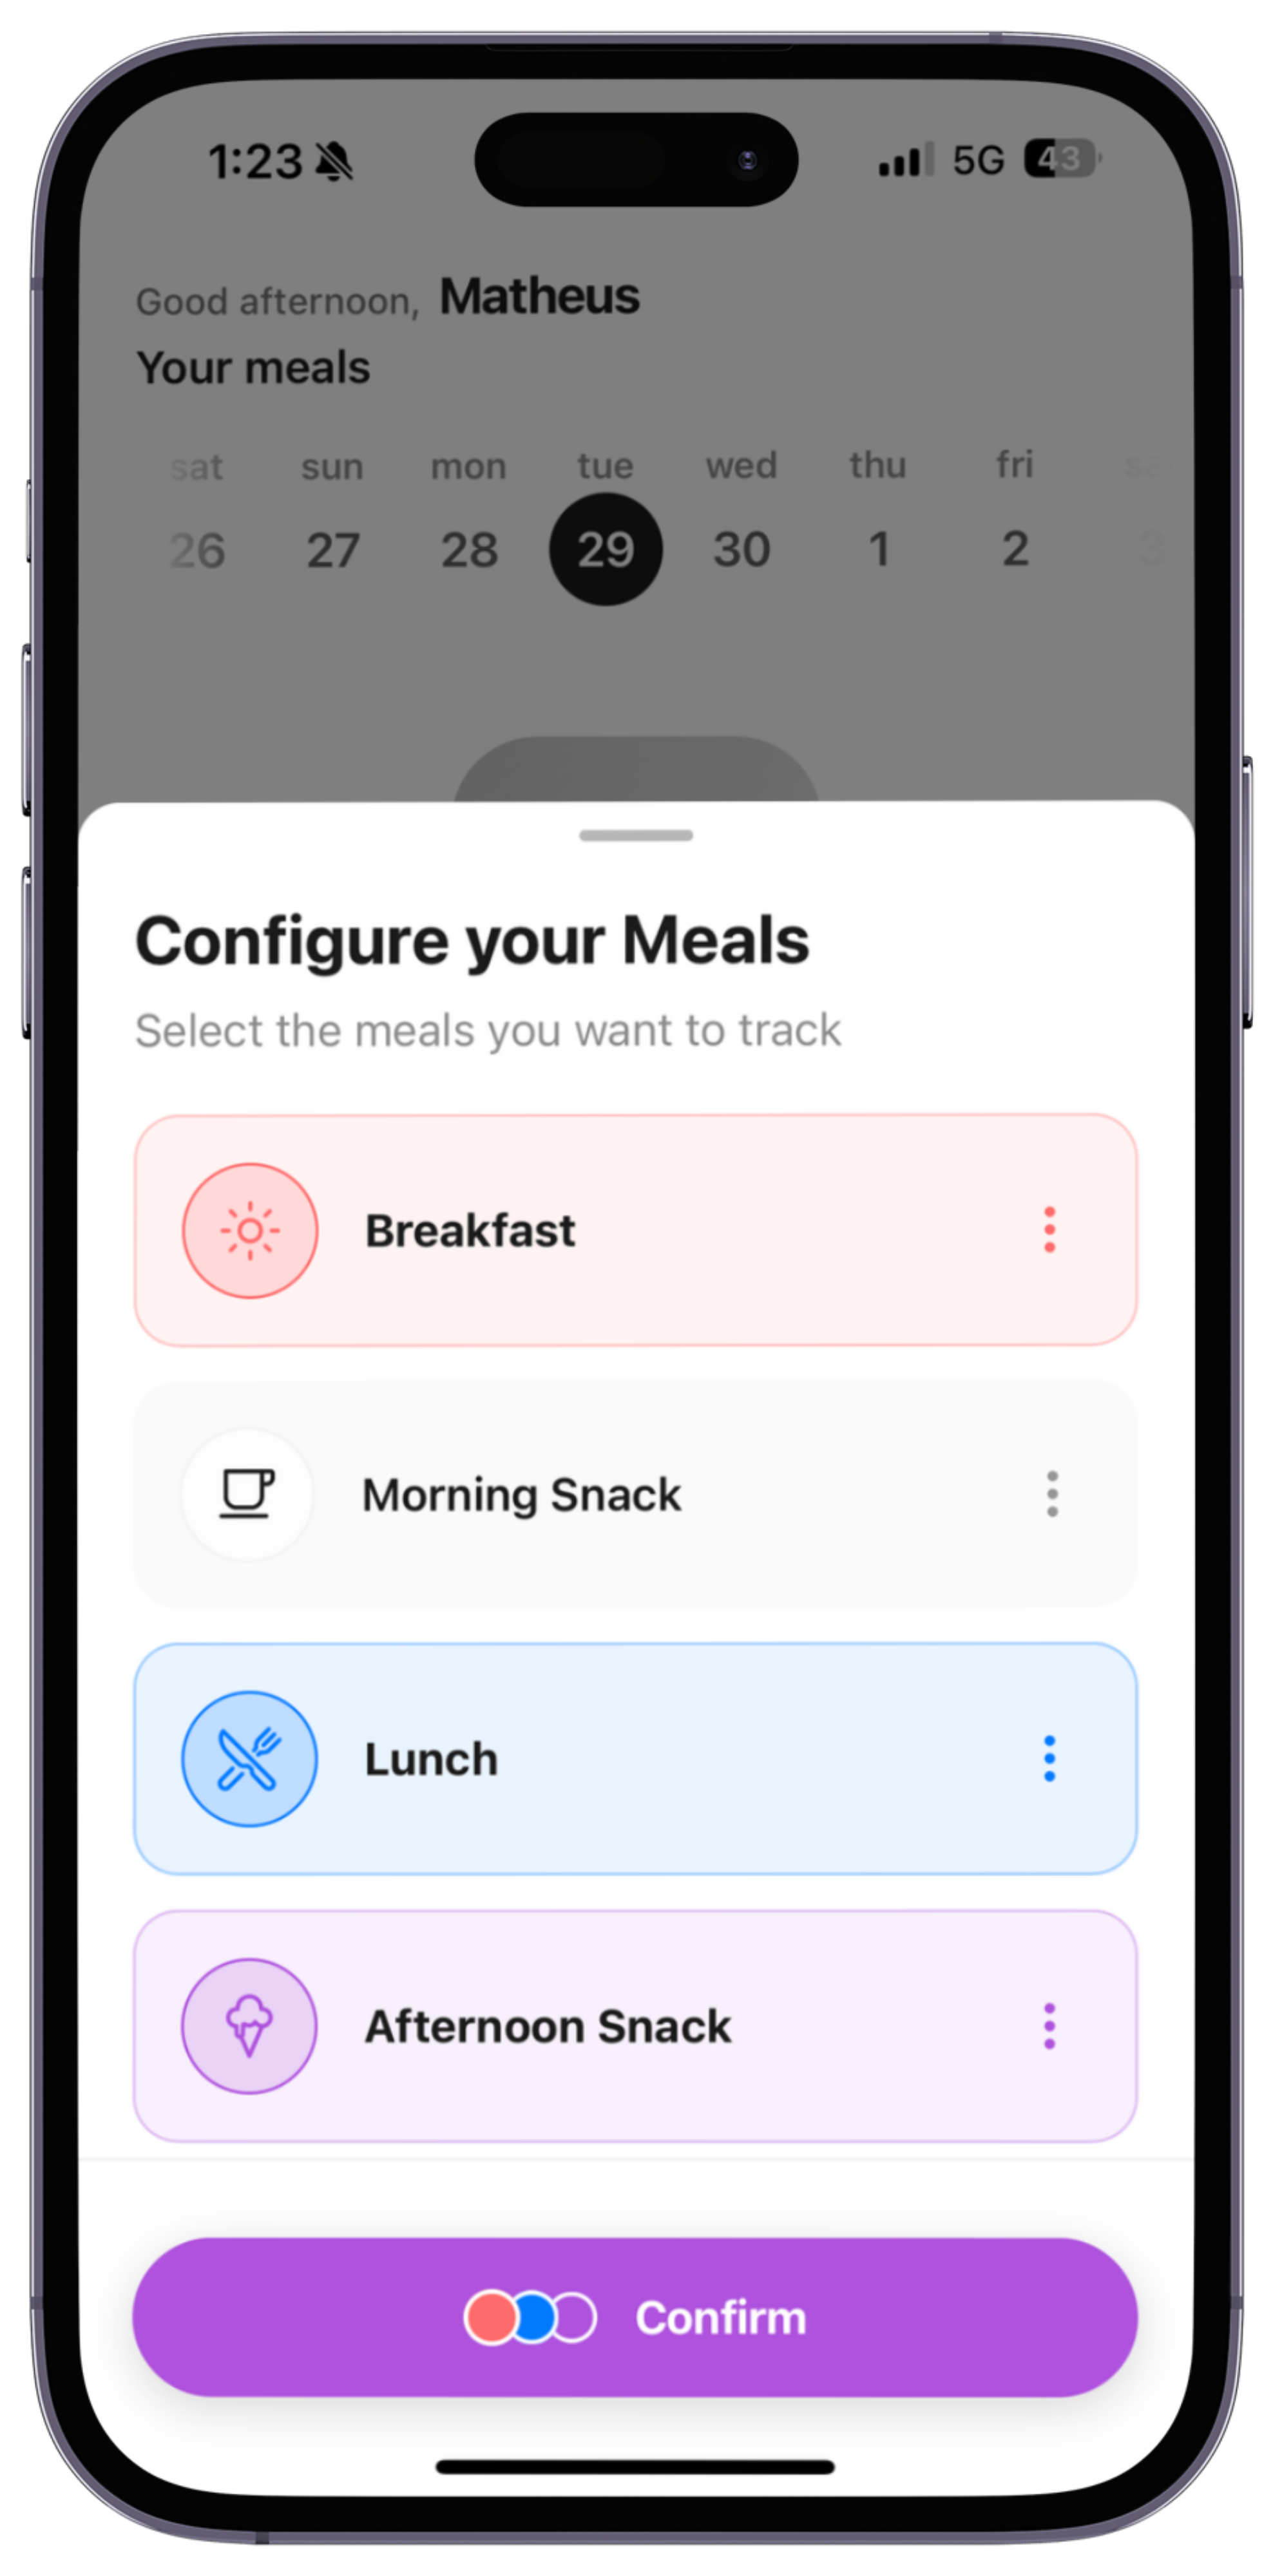 1:23 5G 43
Good afternoon, Matheus
Your meals
sat sun mon tue wed thu fri sat
26 27 28 29 30 1 2 3
Configure your Meals
Select the meals you want to track
Breakfast
Morning Snack
Lunch
Afternoon Snack
Confirm